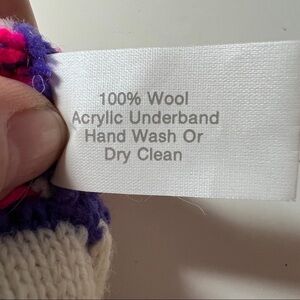 100% Wool
Acrylic Underband
Hand Wash Or
Dry Clean